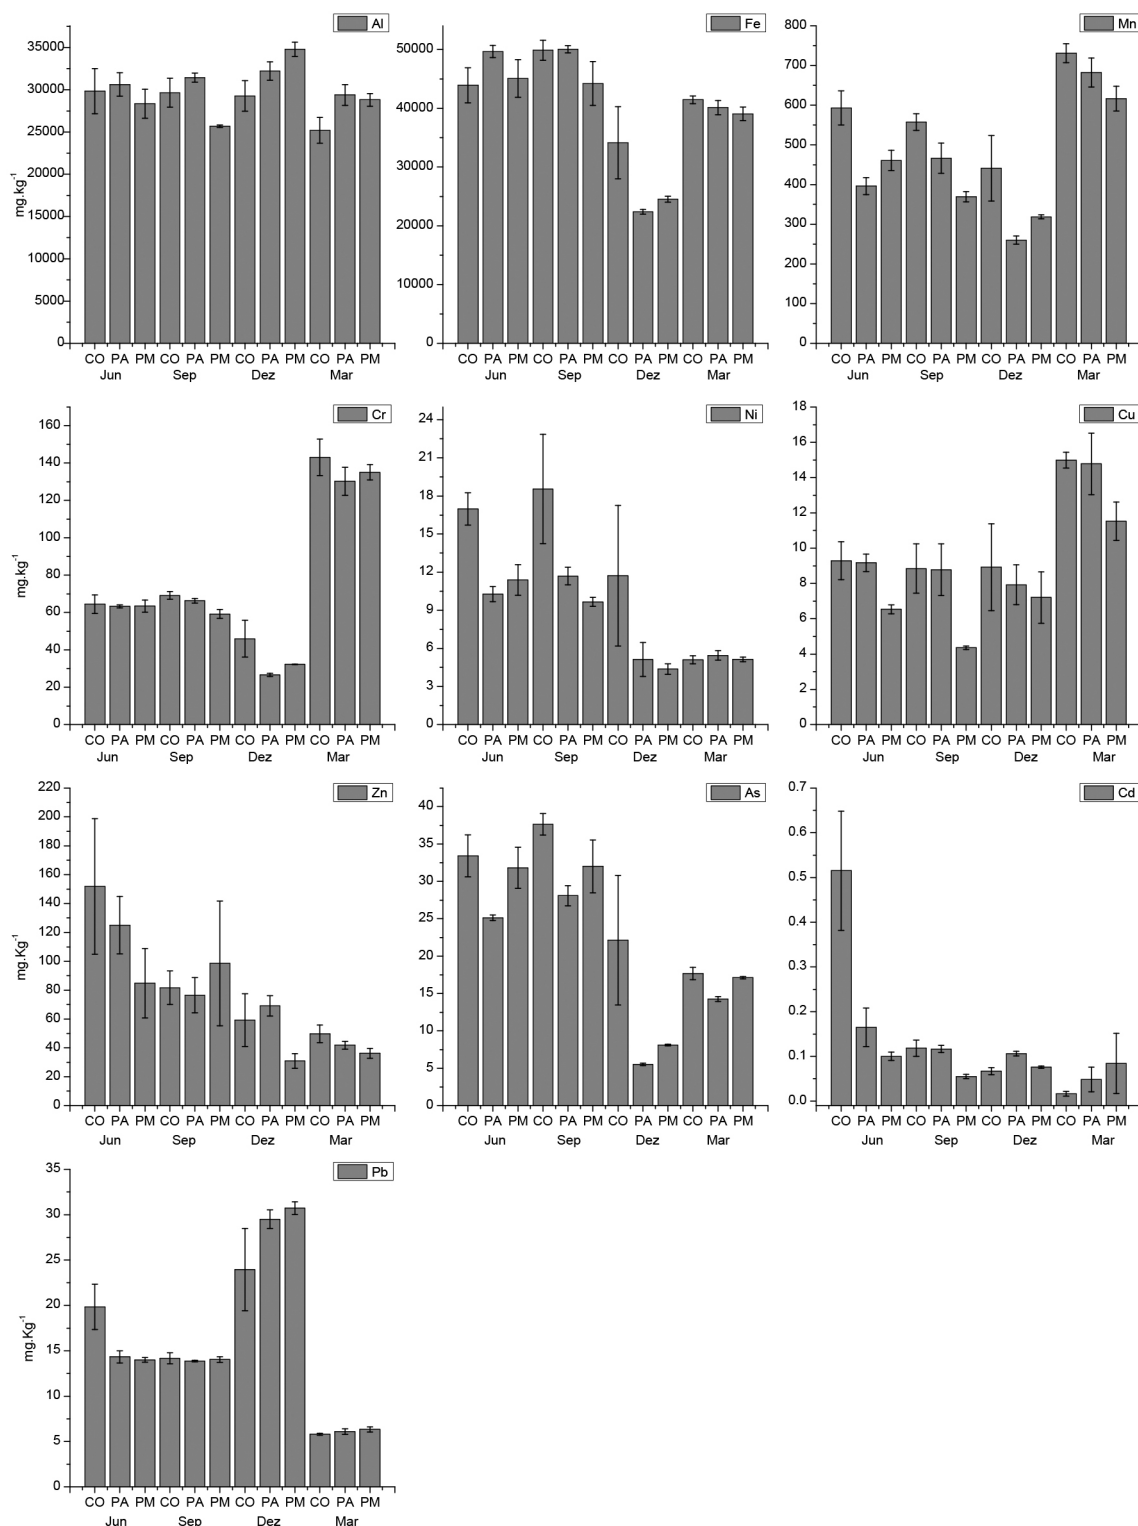 Al
35000
30000
25000
20000
15000
10000
5000
0
mg.kg-1
CO PA PM CO PA PM CO PA PM CO PA PM
Jun Sep Dez Mar
Fe
50000
40000
30000
20000
10000
0
CO PA PM CO PA PM CO PA PM CO PA PM
Jun Sep Dez Mar
Mn
800
700
600
500
400
300
200
100
0
CO PA PM CO PA PM CO PA PM CO PA PM
Jun Sep Dez Mar
Cr
160
140
120
100
80
60
40
20
0
mg.kg-1
CO PA PM CO PA PM CO PA PM CO PA PM
Jun Sep Dez Mar
Ni
24
21
18
15
12
9
6
3
0
CO PA PM CO PA PM CO PA PM CO PA PM
Jun Sep Dez Mar
Cu
18
16
14
12
10
8
6
4
2
0
CO PA PM CO PA PM CO PA PM CO PA PM
Jun Sep Dez Mar
Zn
220
200
180
160
140
120
100
80
60
40
20
0
mg.Kg-1
CO PA PM CO PA PM CO PA PM CO PA PM
Jun Sep Dez Mar
As
40
35
30
25
20
15
10
5
0
CO PA PM CO PA PM CO PA PM CO PA PM
Jun Sep Dez Mar
Cd
0.7
0.6
0.5
0.4
0.3
0.2
0.1
0.0
CO PA PM CO PA PM CO PA PM CO PA PM
Jun Sep Dez Mar
Pb
35
30
25
20
15
10
5
0
mg.Kg-1
CO PA PM CO PA PM CO PA PM CO PA PM
Jun Sep Dez Mar